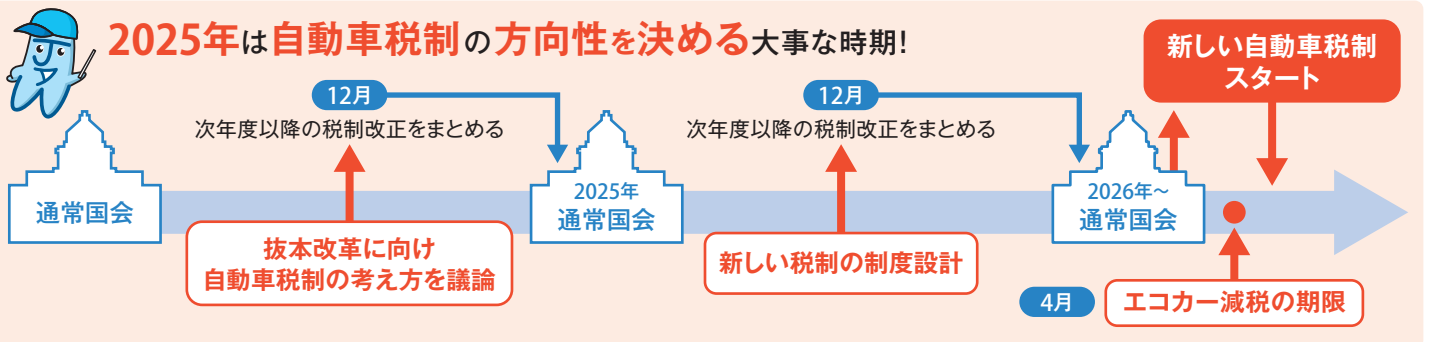 2025年は自動車税制の方向性を決める大事な時期!
新しい自動車税制
スタート
12月
次年度以降の税制改正をまとめる
12月
次年度以降の税制改正をまとめる
通常国会
2025年
通常国会
2026年〜
通常国会
抜本改革に向け
自動車税制の考え方を議論
新しい税制の制度設計
4月
エコカー減税の期限